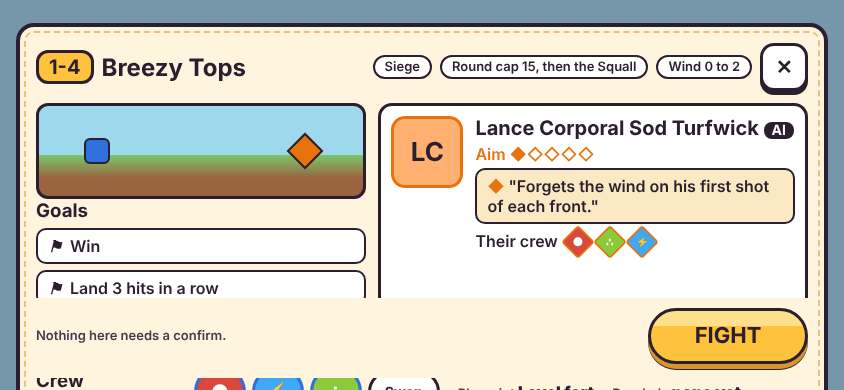 1-4 Breezy Tops
Siege
Round cap 15, then the Squall
Wind 0 to 2
×
LC
Lance Corporal Sod Turfwick AI
Aim
"Forgets the wind on his first shot
of each front."
Their crew
Goals
Win
Land 3 hits in a row
Nothing here needs a confirm.
FIGHT
Crew
Swap